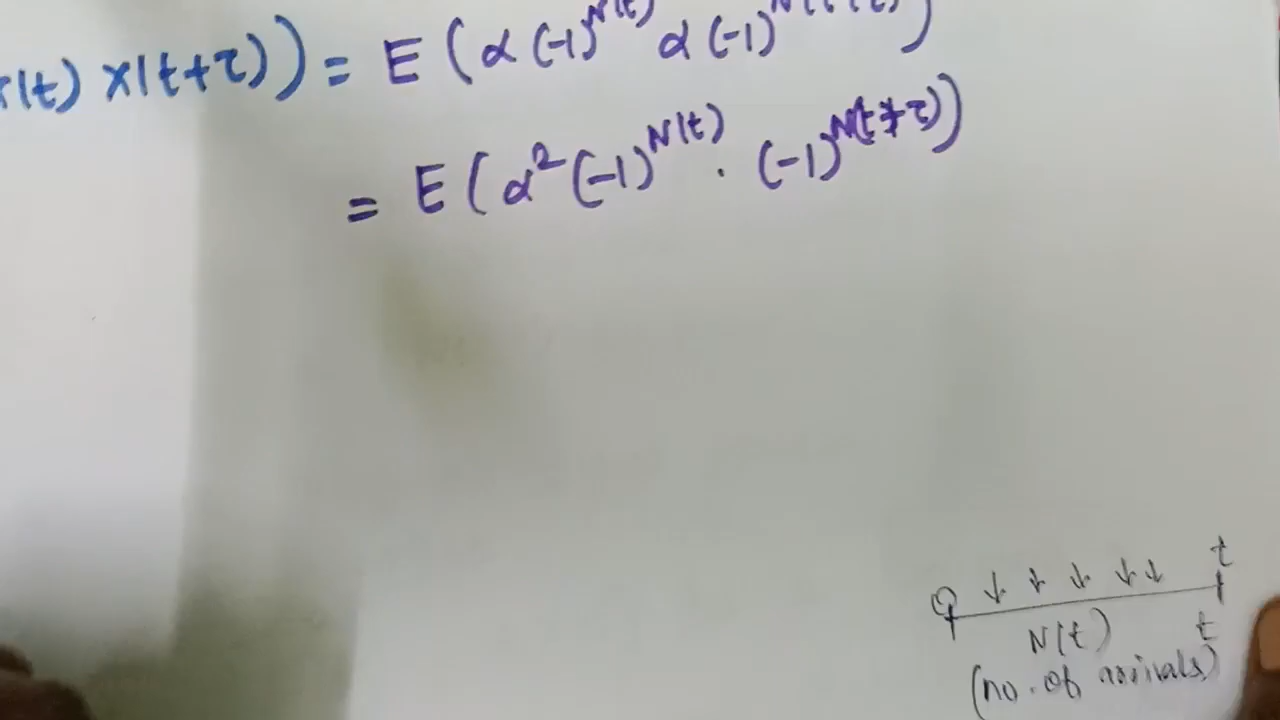 (t) X(t+τ)) = E(α(-1)^N(t) α(-1)
= E(α²(-1)^N(t) · (-1)^N(t+τ))
t
0 ↓ ↓ ↓ ↓ ↓
N(t) t
(no. of arrivals)